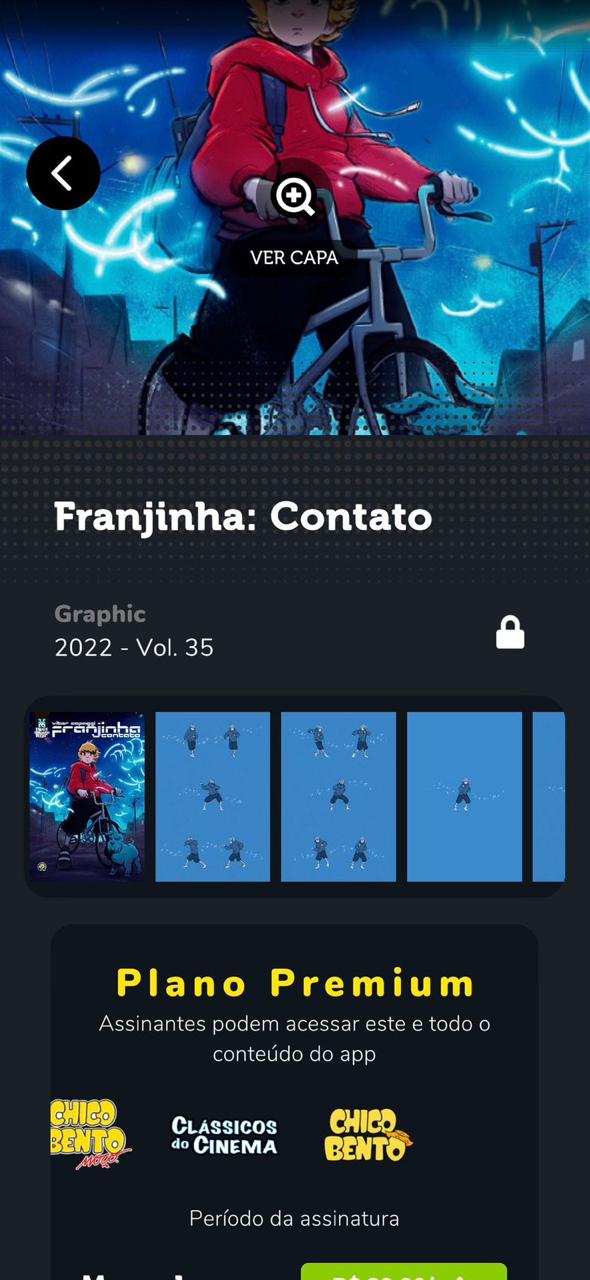 VER CAPA
Franjinha: Contato
Graphic
2022 - Vol. 35
franjinha
contato
Plano Premium
Assinantes podem acessar este e todo o
conteúdo do app
CHICO
BENTO
MOÇO
CLÁSSICOS
do CINEMA
CHICO
BENTO
Período da assinatura